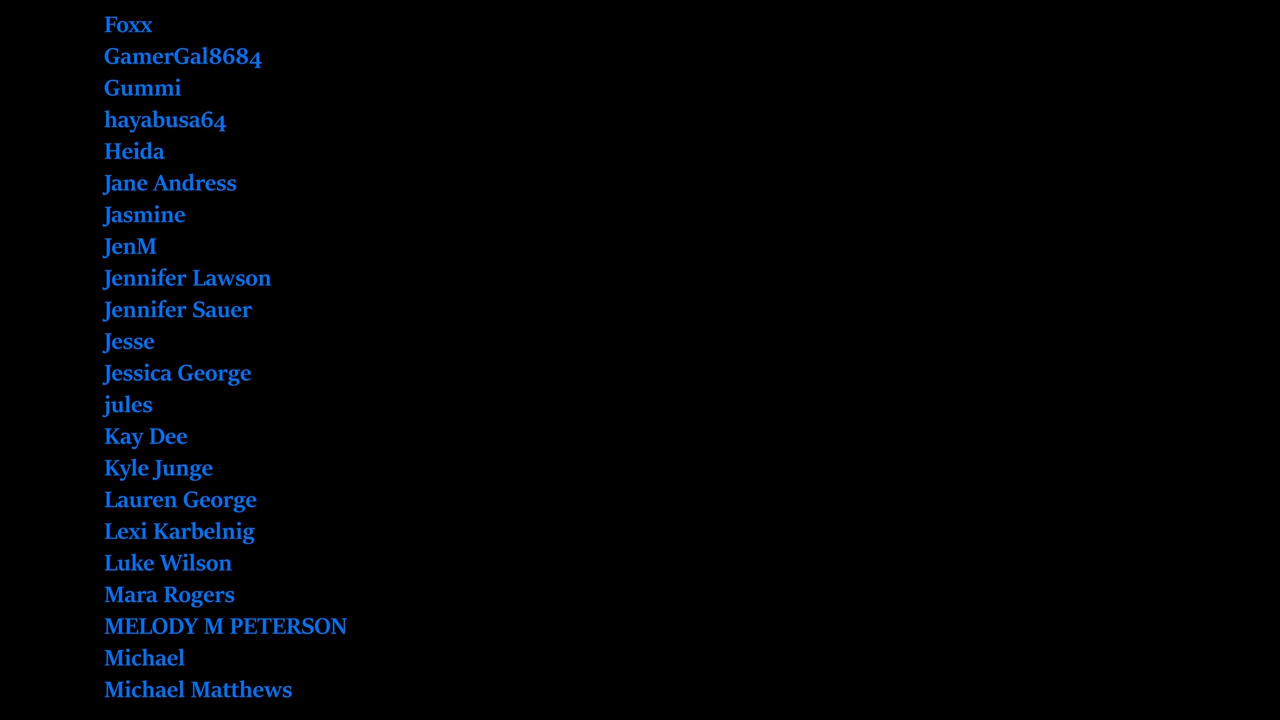 Foxx
GamerGal8684
Gummi
hayabusa64
Heida
Jane Andress
Jasmine
JenM
Jennifer Lawson
Jennifer Sauer
Jesse
Jessica George
jules
Kay Dee
Kyle Junge
Lauren George
Lexi Karbelnig
Luke Wilson
Mara Rogers
MELODY M PETERSON
Michael
Michael Matthews